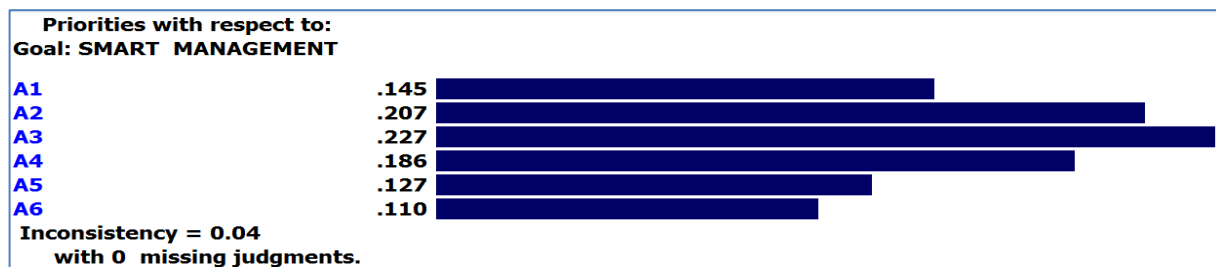 Priorities with respect to:
Goal: SMART MANAGEMENT
A1 .145
A2 .207
A3 .227
A4 .186
A5 .127
A6 .110
Inconsistency = 0.04
with 0 missing judgments.